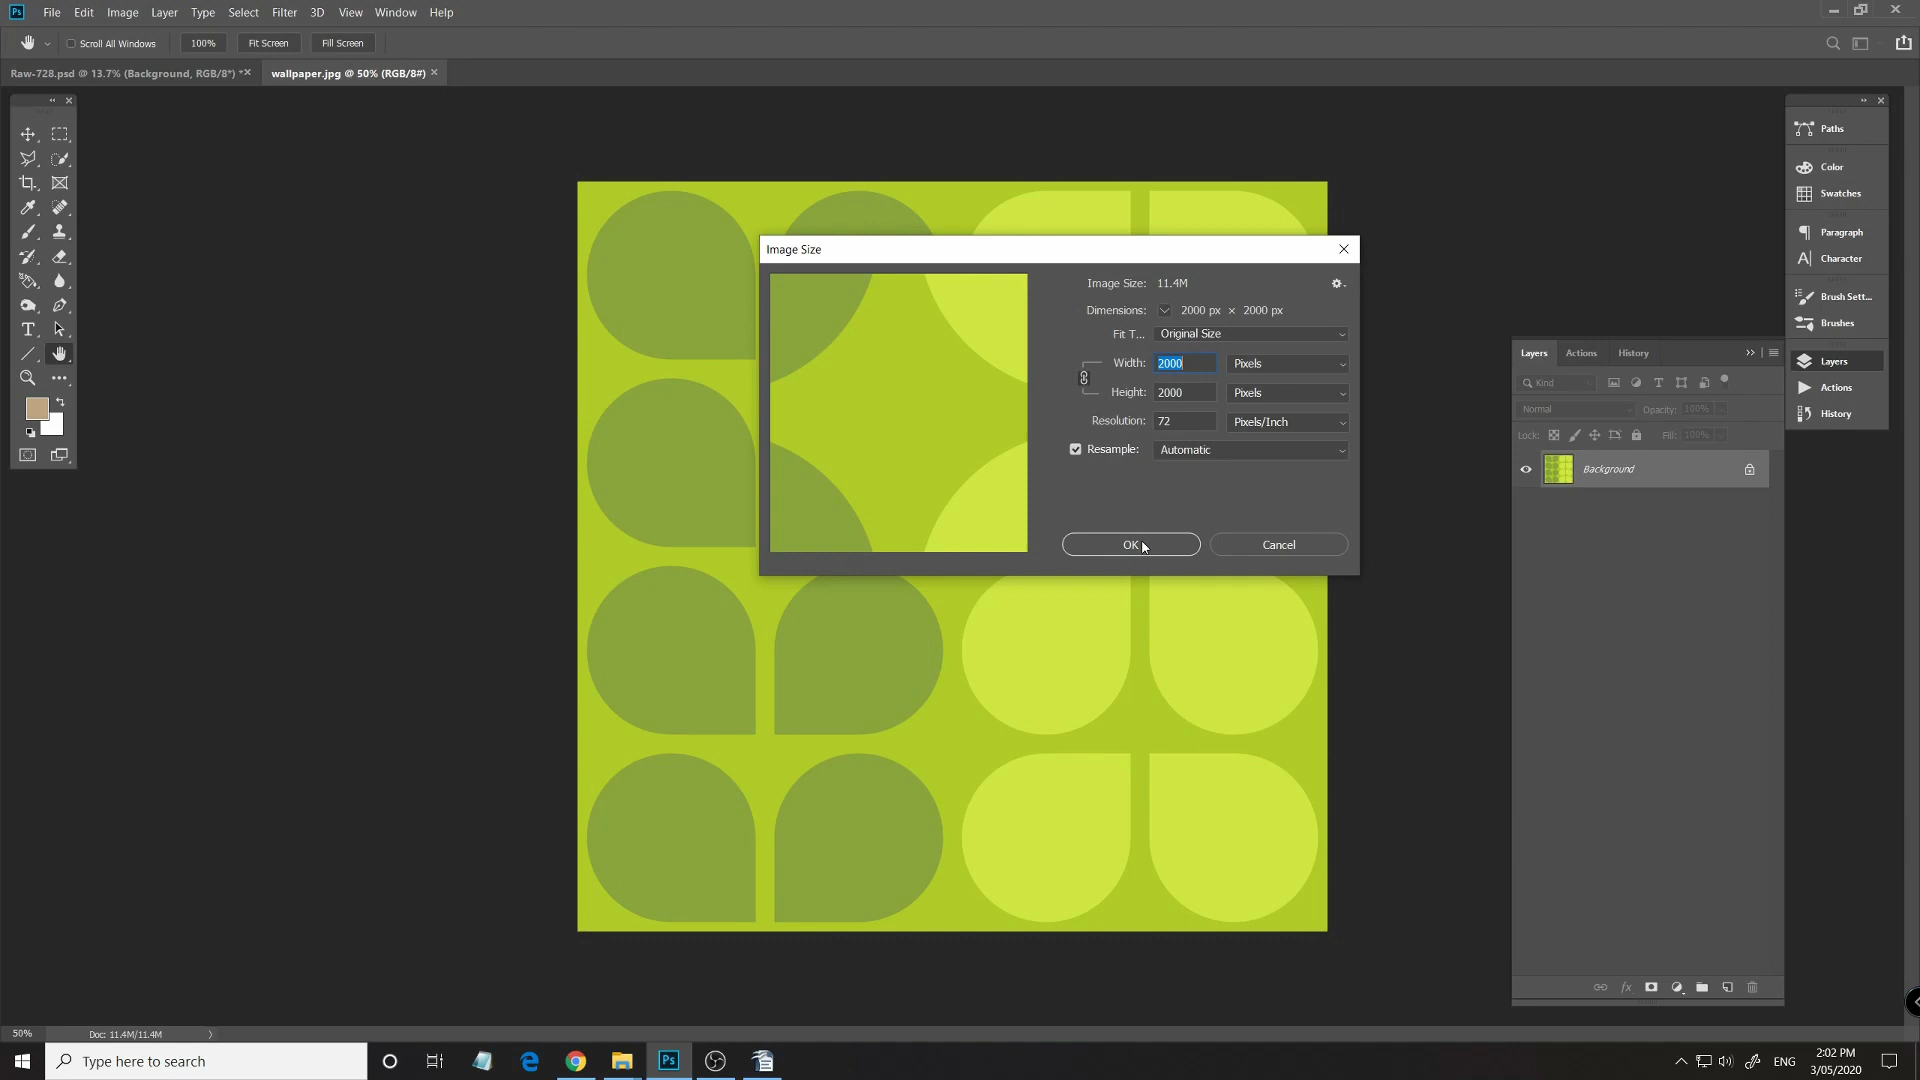 Ps File Edit Image Layer Type Select Filter 3D View Window Help
Scroll All Windows 100% Fit Screen Fill Screen
Raw-728.psd @ 13.7% (Background, RGB/8*) * wallpaper.jpg @ 50% (RGB/8#)
Paths
Color
Swatches
Paragraph
Character
Brush Sett...
Brushes
Layers
Actions
History
Image Size
Image Size: 11.4M
Dimensions: 2000 px × 2000 px
Fit T... Original Size
Width: 2000 Pixels
Height: 2000 Pixels
Resolution: 72 Pixels/Inch
Resample: Automatic
OK Cancel
Layers Actions History
Kind
Normal Opacity: 100%
Lock: Fill: 100%
Background
50% Doc: 11.4M/11.4M
Type here to search
Ps
ENG
2:02 PM
3/05/2020